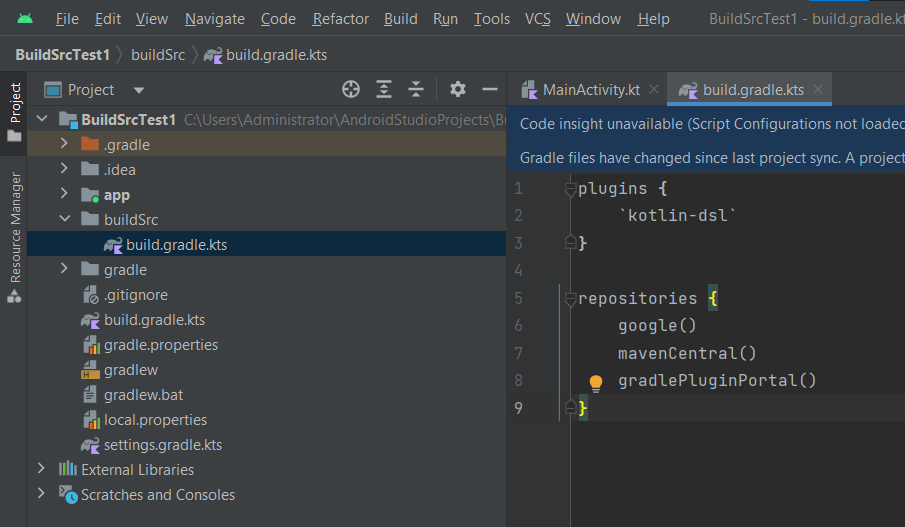 File Edit View Navigate Code Refactor Build Run Tools VCS Window Help BuildSrcTest1 - build.gradle.kt
BuildSrcTest1 buildSrc build.gradle.kts
Project
Resource Manager
Project
BuildSrcTest1 C:\Users\Administrator\AndroidStudioProjects\Bu
.gradle
.idea
app
buildSrc
build.gradle.kts
gradle
.gitignore
build.gradle.kts
gradle.properties
gradlew
gradlew.bat
local.properties
settings.gradle.kts
External Libraries
Scratches and Consoles
MainActivity.kt build.gradle.kts
Code insight unavailable (Script Configurations not loaded
Gradle files have changed since last project sync. A project
1 plugins {
2 `kotlin-dsl`
3 }
4
5 repositories {
6 google()
7 mavenCentral()
8 gradlePluginPortal()
9 }